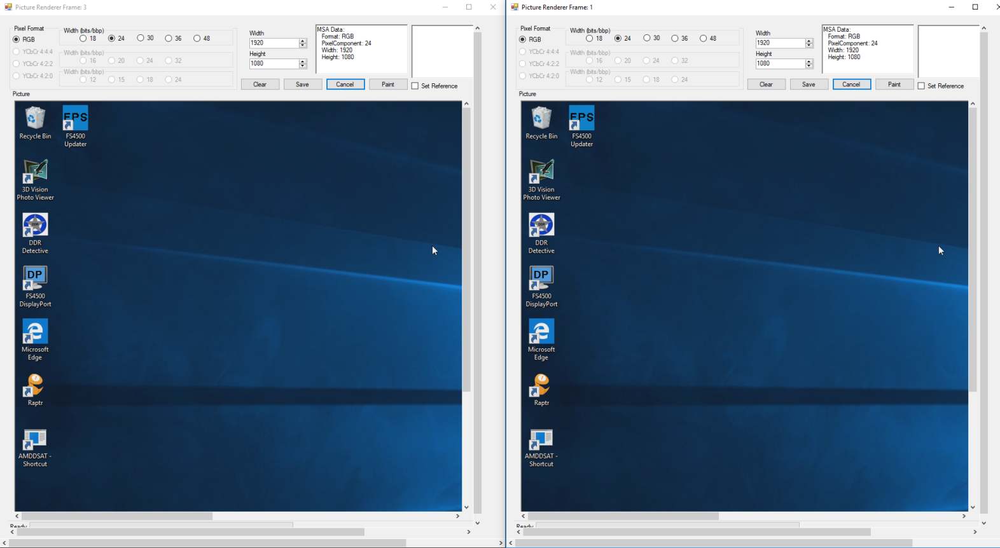 Picture Renderer Frame: 3
Pixel Format
RGB
YCbCr 4:4:4
YCbCr 4:2:2
YCbCr 4:2:0
Width (bits/bbp)
18 24 30 36 48
Width (bits/bbp)
16 20 24 32
Width (bits/bbp)
12 15 18 24
Width
1920
Height
1080
MSA Data:
Format: RGB
PixelComponent: 24
Width: 1920
Height: 1080
Clear Save Cancel Paint Set Reference
Picture
Recycle Bin
FPS
FS4500
Updater
3D Vision
Photo Viewer
DDR
DDR
Detective
DP
FS4500
DisplayPort
Microsoft
Edge
Raptr
AMDDSAT -
Shortcut
Ready
Picture Renderer Frame: 1
Pixel Format
RGB
YCbCr 4:4:4
YCbCr 4:2:2
YCbCr 4:2:0
Width (bits/bbp)
18 24 30 36 48
Width (bits/bbp)
16 20 24 32
Width (bits/bbp)
12 15 18 24
Width
1920
Height
1080
MSA Data:
Format: RGB
PixelComponent: 24
Width: 1920
Height: 1080
Clear Save Cancel Paint Set Reference
Picture
Recycle Bin
FPS
FS4500
Updater
3D Vision
Photo Viewer
DDR
DDR
Detective
DP
FS4500
DisplayPort
Microsoft
Edge
Raptr
AMDDSAT -
Shortcut
Ready